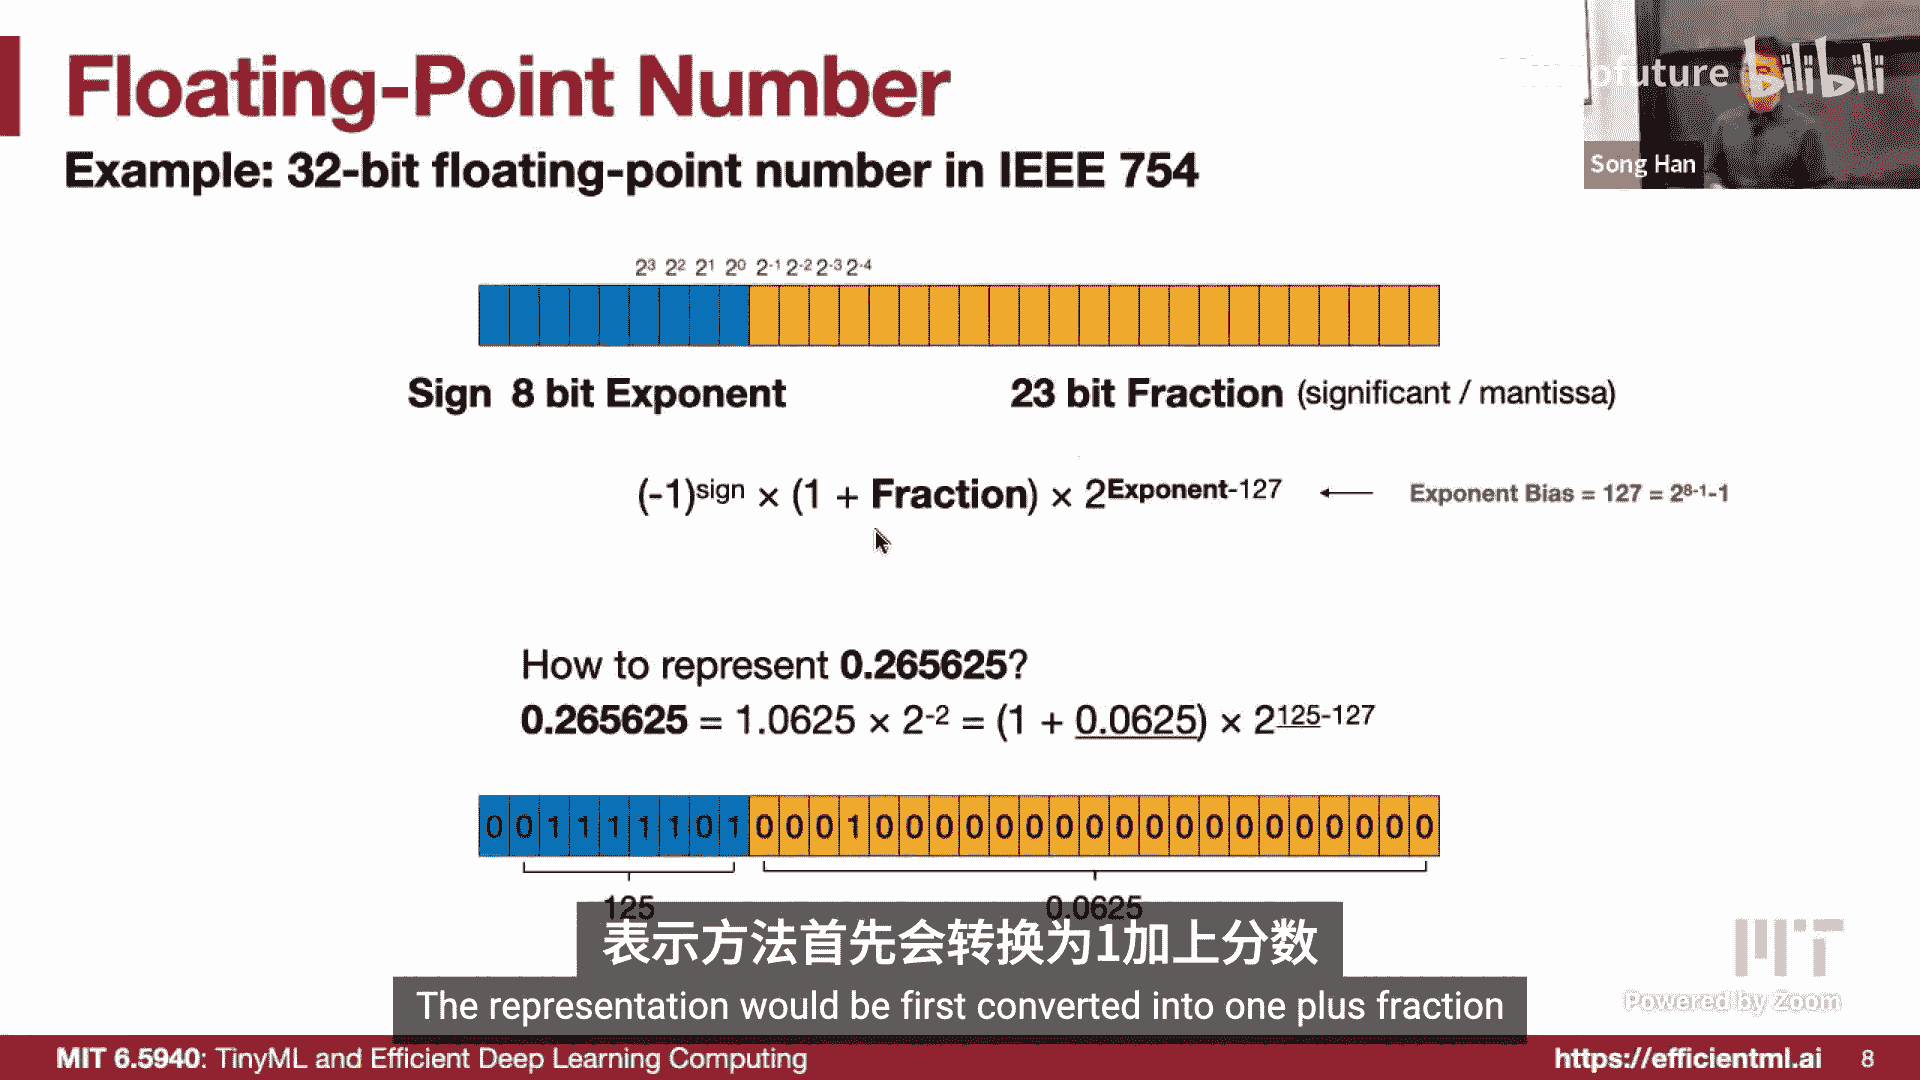 Floating-Point Number
Example: 32-bit floating-point number in IEEE 754
future bilibili
Song Han
2³ 2² 2¹ 2⁰ 2⁻¹ 2⁻² 2⁻³ 2⁻⁴
Sign 8 bit Exponent 23 bit Fraction (significant / mantissa)
(-1)^sign × (1 + Fraction) × 2^Exponent-127 ← Exponent Bias = 127 = 2⁸⁻¹-1
How to represent 0.265625?
0.265625 = 1.0625 × 2⁻² = (1 + 0.0625) × 2¹²⁵⁻¹²⁷
0 0 1 1 1 1 1 0 1 0 0 0 1 0 0 0 0 0 0 0 0 0 0 0 0 0 0 0 0 0 0 0
125 0.0625
表示方法首先会转换为1加上分数
The representation would be first converted into one plus fraction
MIT
Powered by Zoom
MIT 6.5940: TinyML and Efficient Deep Learning Computing https://efficientml.ai 8